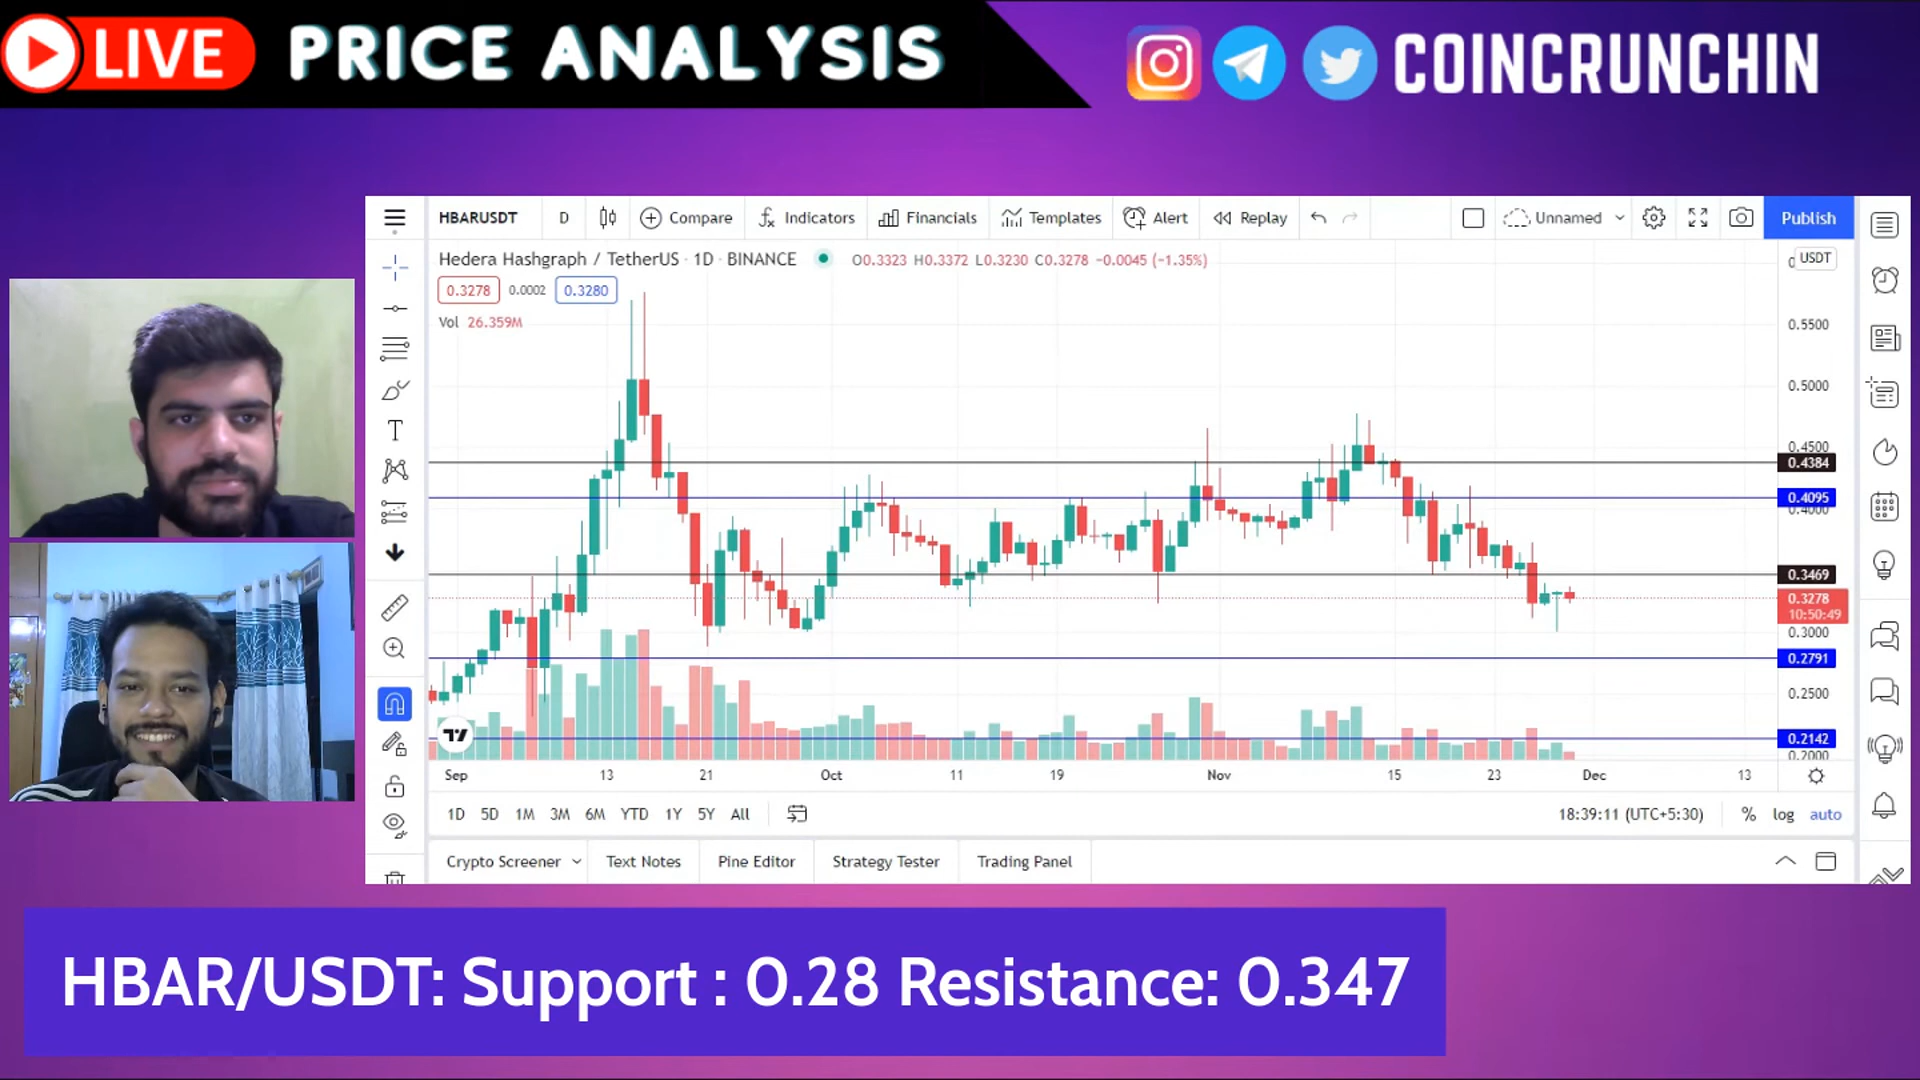 LIVE PRICE ANALYSIS
COINCRUNCHIN
HBARUSDT D Compare Indicators Financials Templates Alert Replay Unnamed Publish
Hedera Hashgraph / TetherUS · 1D · BINANCE O0.3323 H0.3372 L0.3230 C0.3278 −0.0045 (−1.35%)
USDT
0.3278 0.0002 0.3280
Vol 26.359M
0.5500
0.5000
0.4500
0.4384
0.4095
0.4000
0.3469
0.3278
10:50:49
0.3000
0.2791
0.2500
0.2142
0.2000
Sep 13 21 Oct 11 19 Nov 15 23 Dec 13
1D 5D 1M 3M 6M YTD 1Y 5Y All 18:39:11 (UTC+5:30) % log auto
Crypto Screener Text Notes Pine Editor Strategy Tester Trading Panel
HBAR/USDT: Support : 0.28 Resistance: 0.347